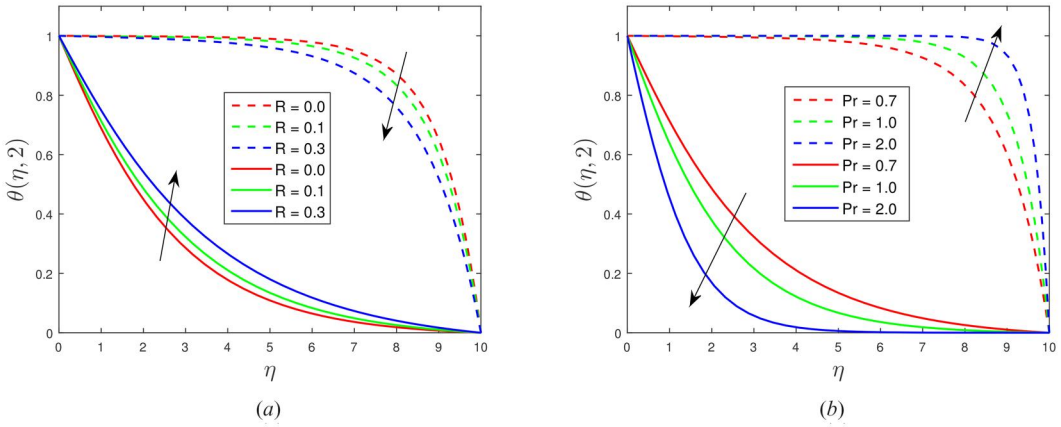 1
0.8
0.6
0.4
0.2
0
θ(η, 2)
R = 0.0
R = 0.1
R = 0.3
R = 0.0
R = 0.1
R = 0.3
0 1 2 3 4 5 6 7 8 9 10
η
(a)
1
0.8
0.6
0.4
0.2
0
θ(η, 2)
Pr = 0.7
Pr = 1.0
Pr = 2.0
Pr = 0.7
Pr = 1.0
Pr = 2.0
0 1 2 3 4 5 6 7 8 9 10
η
(b)